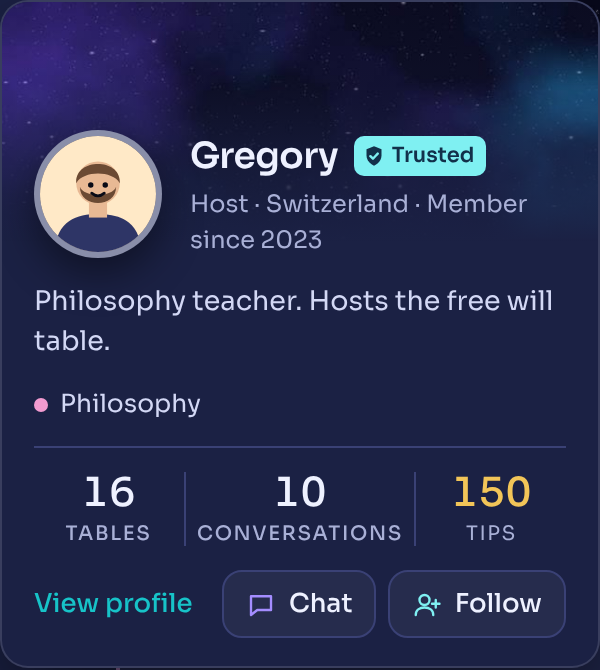 Gregory
Trusted
Host · Switzerland · Member
since 2023
Philosophy teacher. Hosts the free will
table.
Philosophy
16
TABLES
10
CONVERSATIONS
150
TIPS
View profile
Chat
Follow